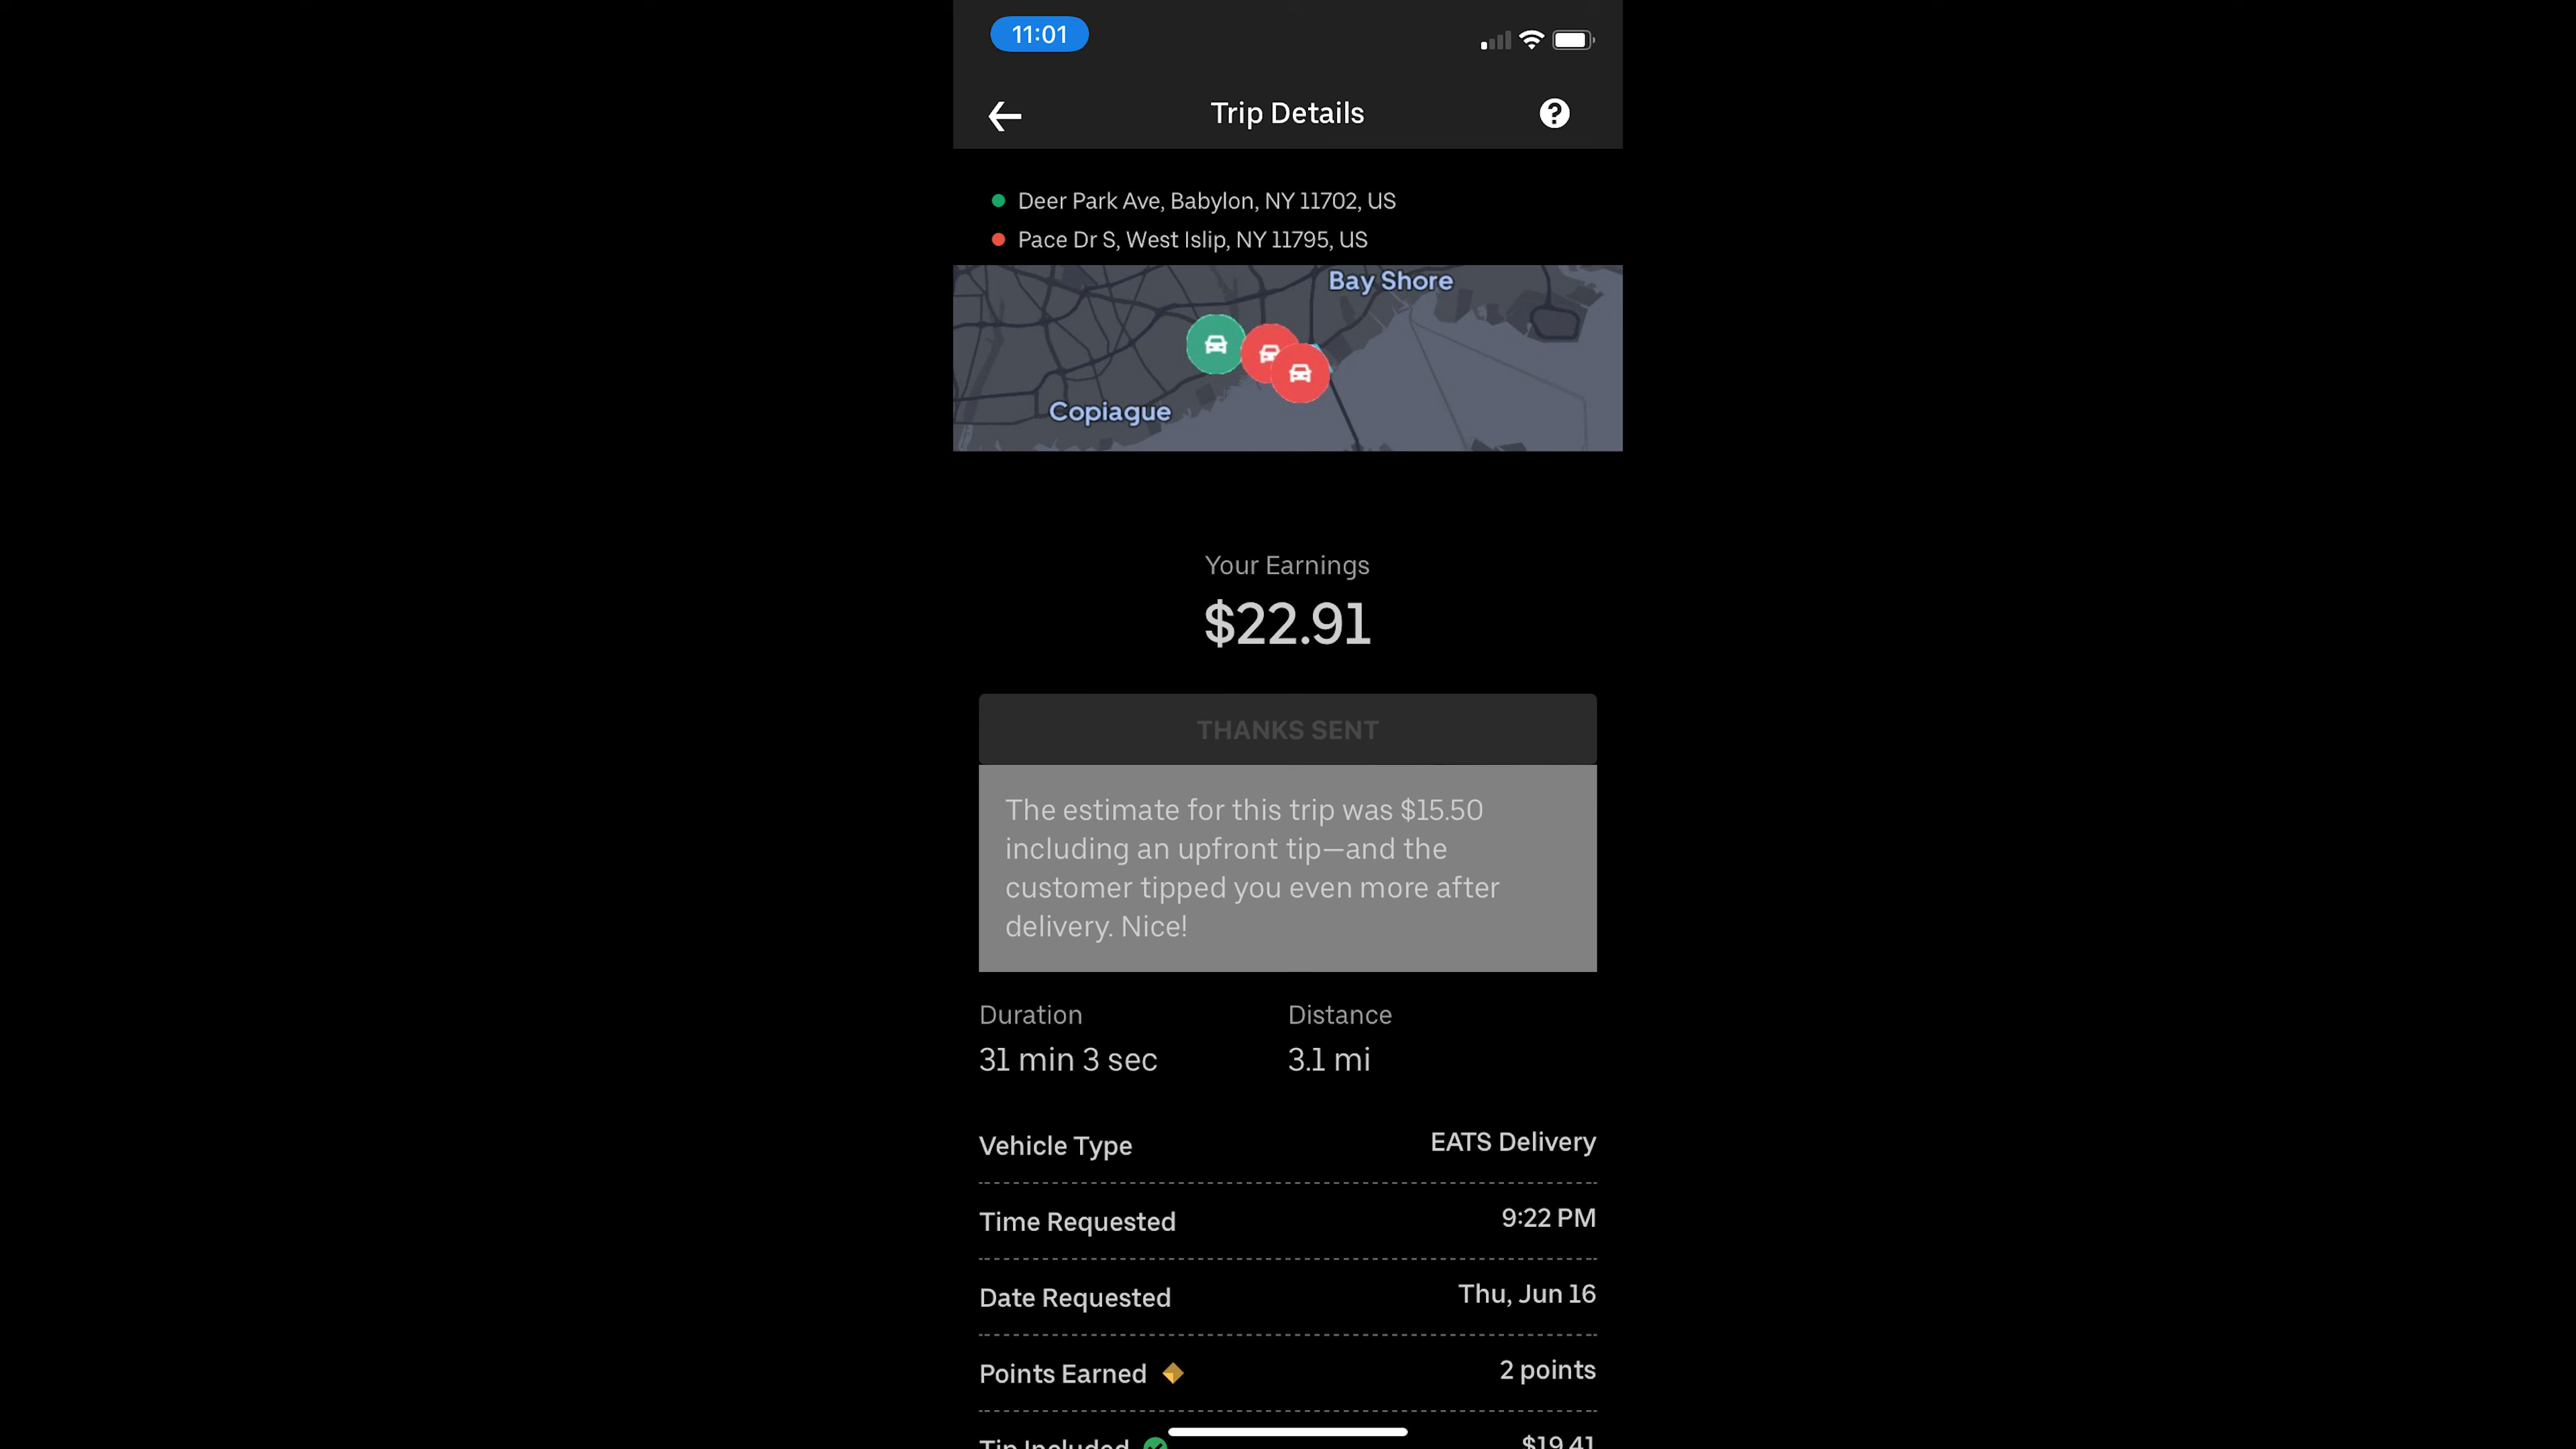 11:01
Trip Details
Deer Park Ave, Babylon, NY 11702, US
Pace Dr S, West Islip, NY 11795, US
Bay Shore
Copiague
Your Earnings
$22.91
THANKS SENT
The estimate for this trip was $15.50
including an upfront tip—and the
customer tipped you even more after
delivery. Nice!
Duration Distance
31 min 3 sec 3.1 mi
Vehicle Type EATS Delivery
Time Requested 9:22 PM
Date Requested Thu, Jun 16
Points Earned 2 points
Tip Included $19.41